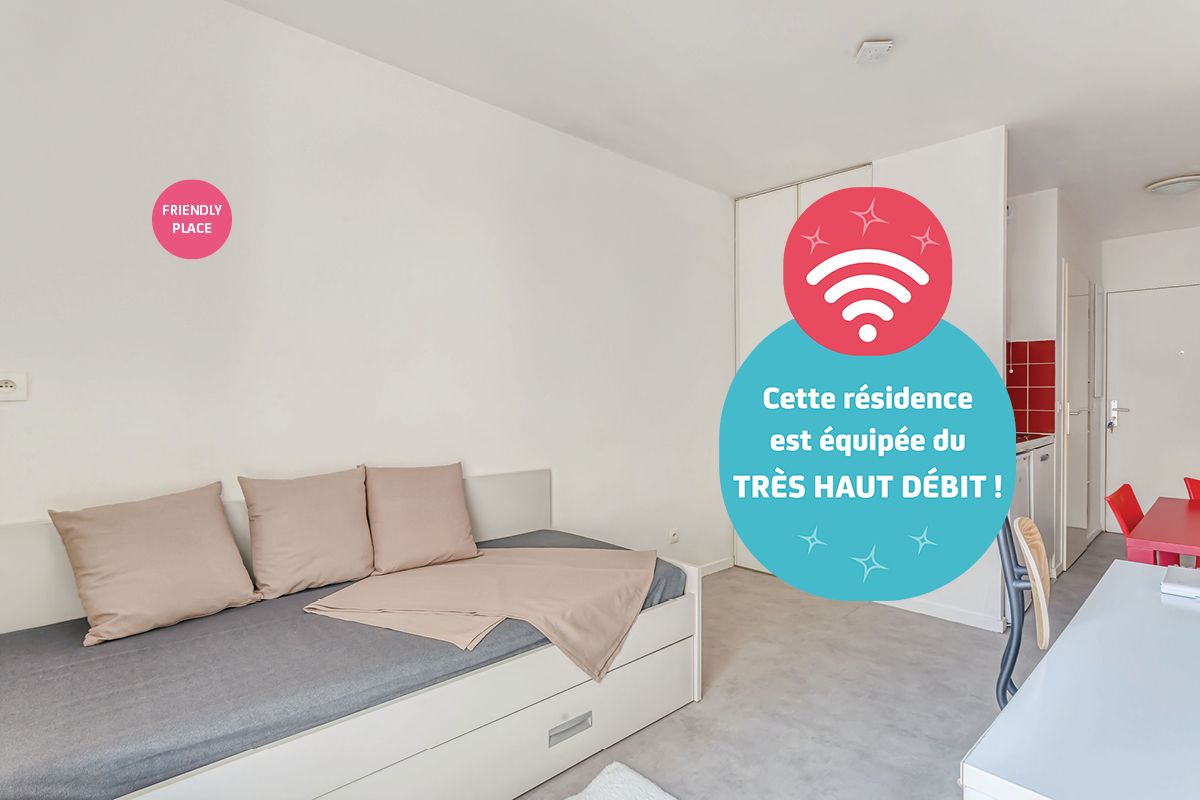 FRIENDLY
PLACE
Cette résidence
est équipée du
TRÈS HAUT DÉBIT !